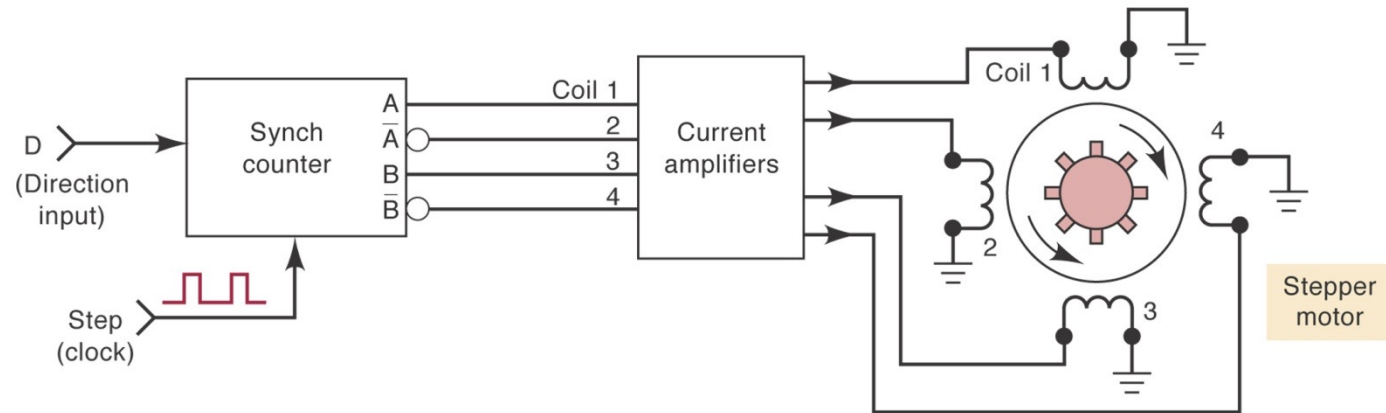 D
(Direction
input)
Step
(clock)
Synch
counter
A
A̅
B
B̅
Coil 1
2
3
4
Current
amplifiers
Coil 1
2
3
4
Stepper
motor